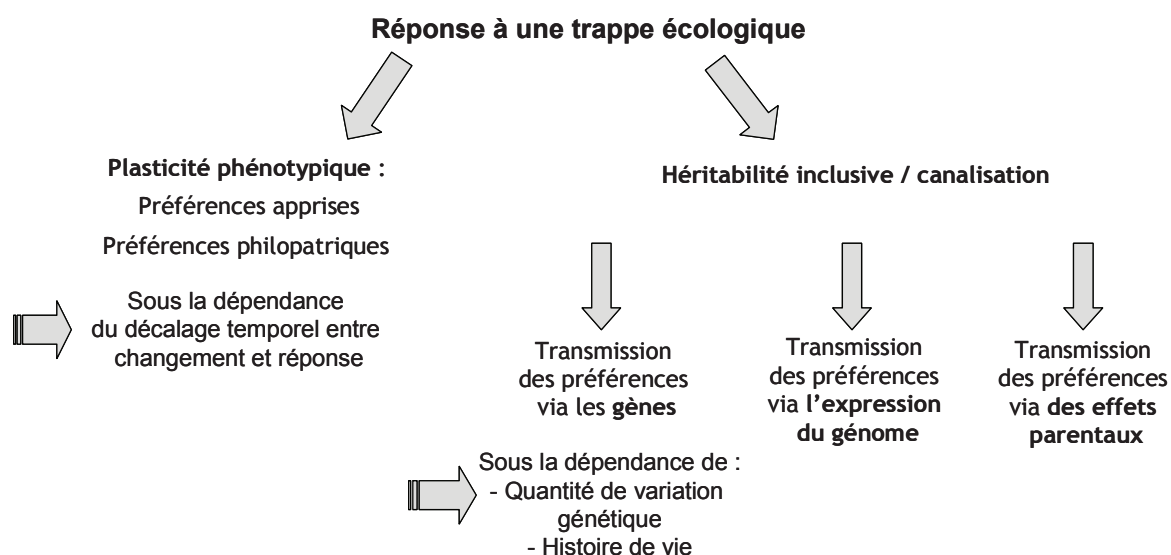 Réponse à une trappe écologique
Plasticité phénotypique :
Préférences apprises
Préférences philopatriques
Sous la dépendance
du décalage temporel entre
changement et réponse
Héritabilité inclusive / canalisation
Transmission
des préférences
via les gènes
Transmission
des préférences
via l'expression
du génome
Transmission
des préférences
via des effets
parentaux
Sous la dépendance de :
- Quantité de variation
génétique
- Histoire de vie